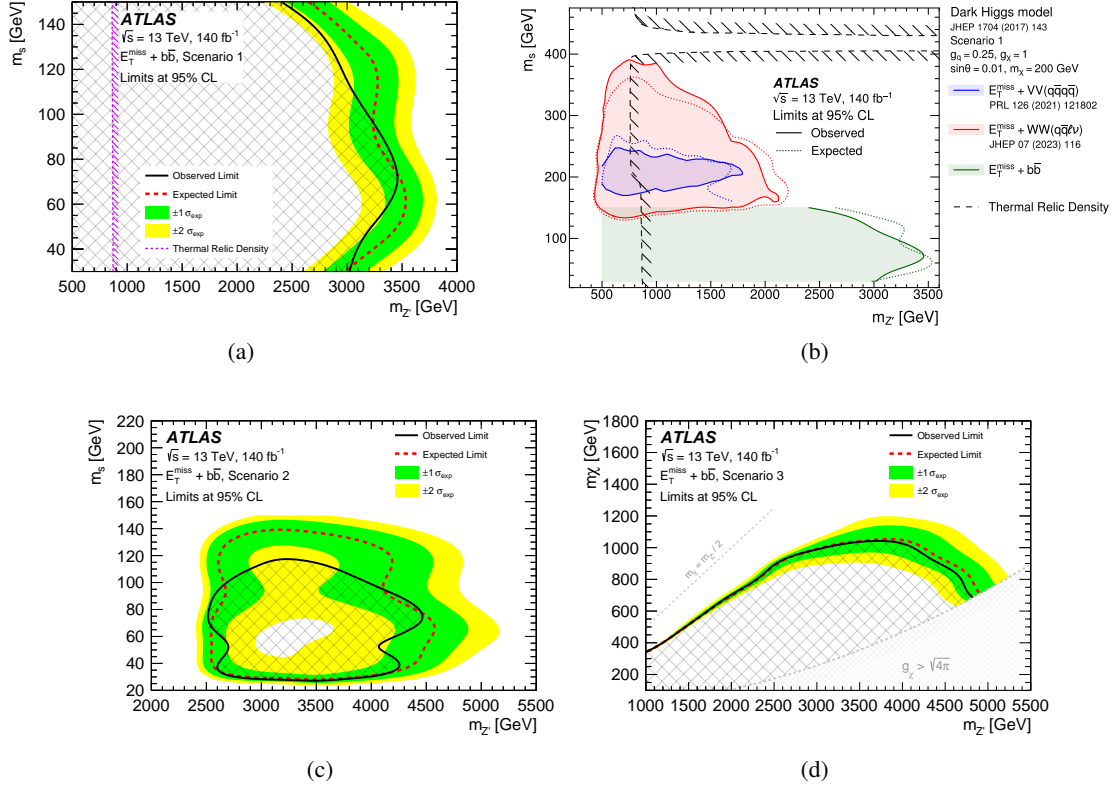 ATLAS
√s = 13 TeV, 140 fb⁻¹
E_T^miss + bb̄, Scenario 1
Limits at 95% CL
Observed Limit
Expected Limit
±1 σ_exp
±2 σ_exp
Thermal Relic Density
m_s [GeV]
140
120
100
80
60
40
500 1000 1500 2000 2500 3000 3500 4000
m_Z' [GeV]
(a)
m_s [GeV]
500
400
300
200
100
500 1000 1500 2000 2500 3000 3500
m_Z' [GeV]
ATLAS
√s = 13 TeV, 140 fb⁻¹
Limits at 95% CL
Observed
Expected
Dark Higgs model
JHEP 1704 (2017) 143
Scenario 1
g_q = 0.25, g_χ = 1
sinθ = 0.01, m_χ = 200 GeV
E_T^miss + VV(qq̄qq̄)
PRL 126 (2021) 121802
E_T^miss + WW(qq̄ℓν)
JHEP 07 (2023) 116
E_T^miss + bb̄
Thermal Relic Density
(b)
m_s [GeV]
220
200
180
160
140
120
100
80
60
40
20
2000 2500 3000 3500 4000 4500 5000 5500
m_Z' [GeV]
ATLAS
√s = 13 TeV, 140 fb⁻¹
E_T^miss + bb̄, Scenario 2
Limits at 95% CL
Observed Limit
Expected Limit
±1 σ_exp
±2 σ_exp
(c)
mχ [GeV]
1800
1600
1400
1200
1000
800
600
400
200
1000 1500 2000 2500 3000 3500 4000 4500 5000 5500
m_Z' [GeV]
ATLAS
√s = 13 TeV, 140 fb⁻¹
E_T^miss + bb̄, Scenario 3
Limits at 95% CL
Observed Limit
Expected Limit
±1 σ_exp
±2 σ_exp
m_χ = m_Z' / 2
g_χ > √4π
(d)